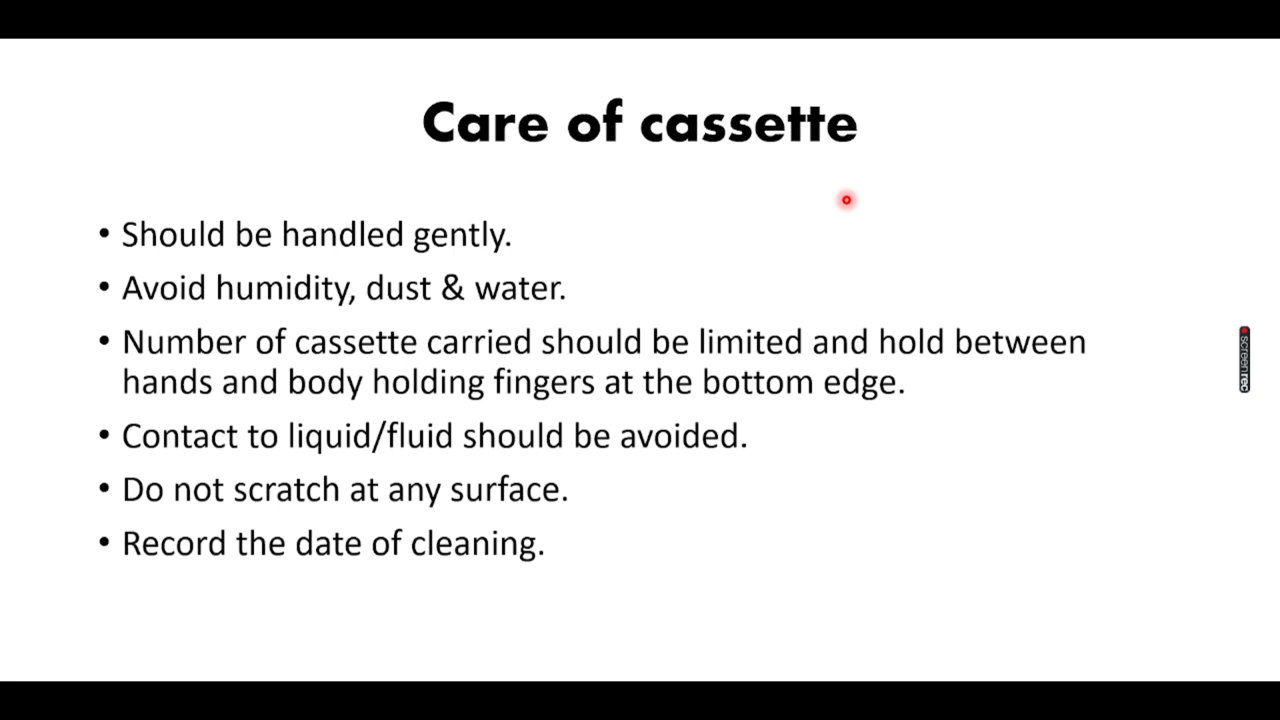 Care of cassette
• Should be handled gently.
• Avoid humidity, dust & water.
• Number of cassette carried should be limited and hold between
hands and body holding fingers at the bottom edge.
• Contact to liquid/fluid should be avoided.
• Do not scratch at any surface.
• Record the date of cleaning.
screenrec